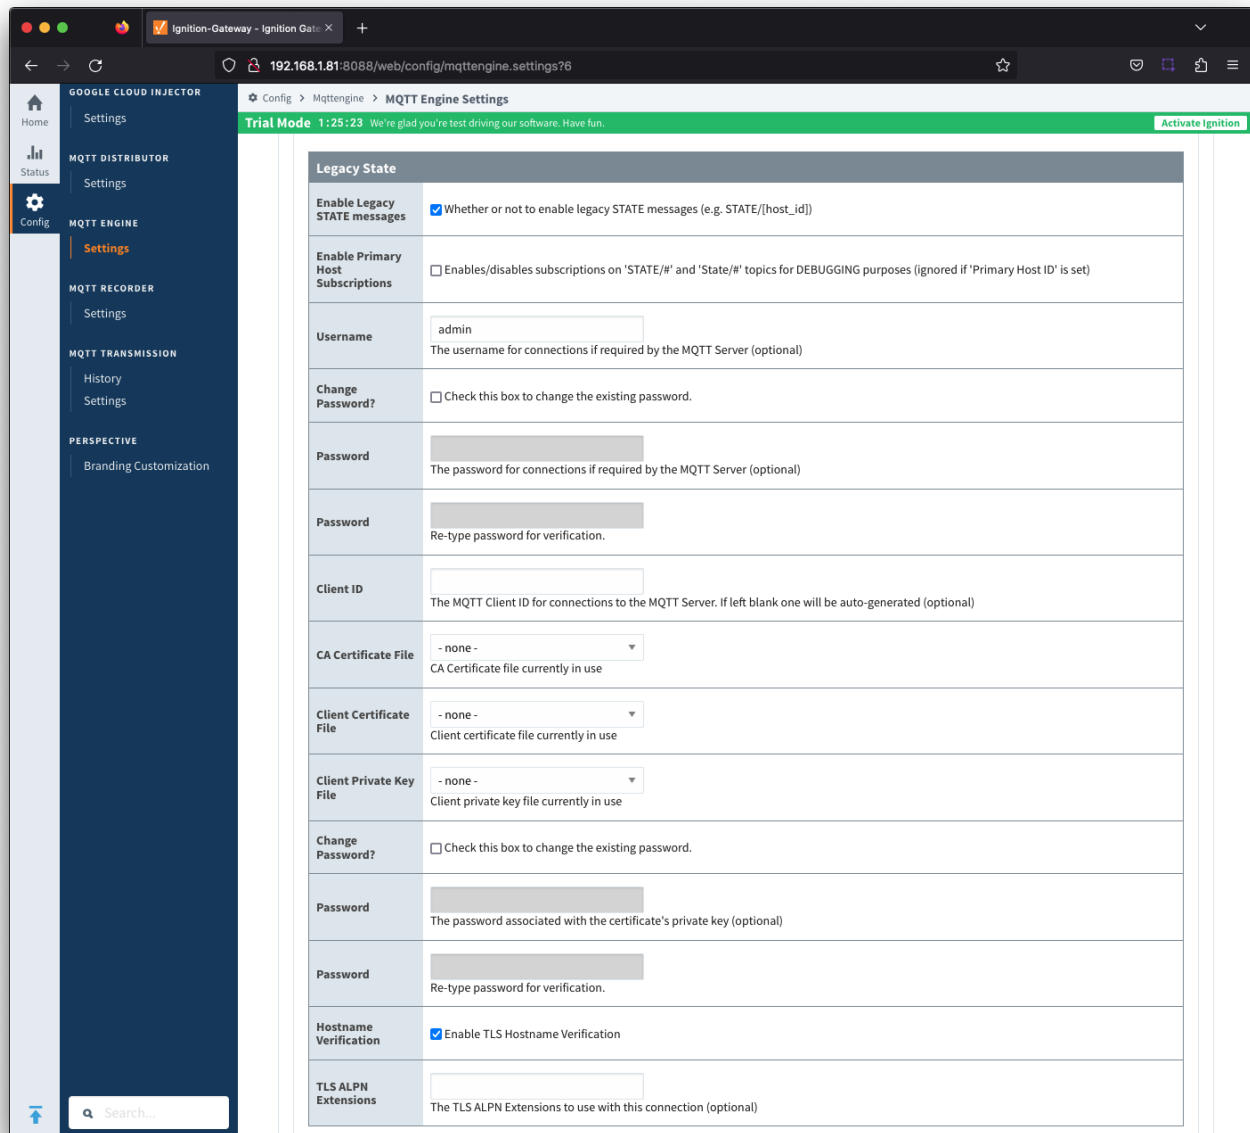 Ignition-Gateway - Ignition Gate
192.168.1.81:8088/web/config/mqttengine.settings?6
Home
Status
Config
GOOGLE CLOUD INJECTOR
Settings
MQTT DISTRIBUTOR
Settings
MQTT ENGINE
Settings
MQTT RECORDER
Settings
MQTT TRANSMISSION
History
Settings
PERSPECTIVE
Branding Customization
Search...
Config > Mqttengine > MQTT Engine Settings
Trial Mode 1:25:23 We're glad you're test driving our software. Have fun.
Activate Ignition
Legacy State
Enable Legacy
STATE messages
Whether or not to enable legacy STATE messages (e.g. STATE/[host_id])
Enable Primary
Host
Subscriptions
Enables/disables subscriptions on 'STATE/#' and 'State/#' topics for DEBUGGING purposes (ignored if 'Primary Host ID' is set)
Username
admin
The username for connections if required by the MQTT Server (optional)
Change
Password?
Check this box to change the existing password.
Password
The password for connections if required by the MQTT Server (optional)
Password
Re-type password for verification.
Client ID
The MQTT Client ID for connections to the MQTT Server. If left blank one will be auto-generated (optional)
CA Certificate File
- none -
CA Certificate file currently in use
Client Certificate
File
- none -
Client certificate file currently in use
Client Private Key
File
- none -
Client private key file currently in use
Change
Password?
Check this box to change the existing password.
Password
The password associated with the certificate's private key (optional)
Password
Re-type password for verification.
Hostname
Verification
Enable TLS Hostname Verification
TLS ALPN
Extensions
The TLS ALPN Extensions to use with this connection (optional)